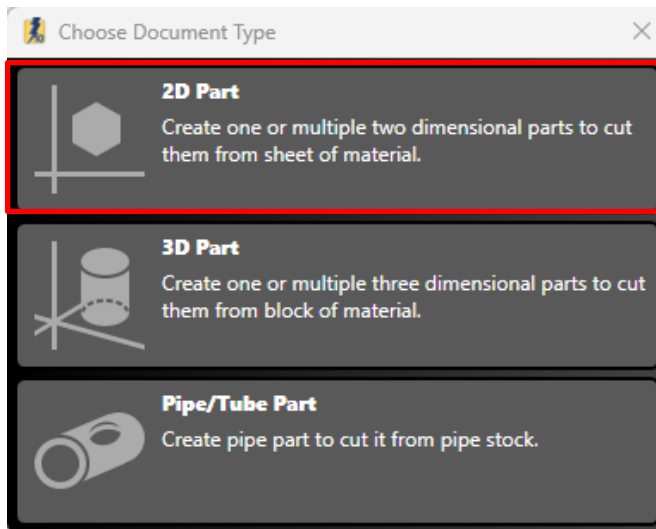 Choose Document Type
2D Part
Create one or multiple two dimensional parts to cut
them from sheet of material.
3D Part
Create one or multiple three dimensional parts to cut
them from block of material.
Pipe/Tube Part
Create pipe part to cut it from pipe stock.